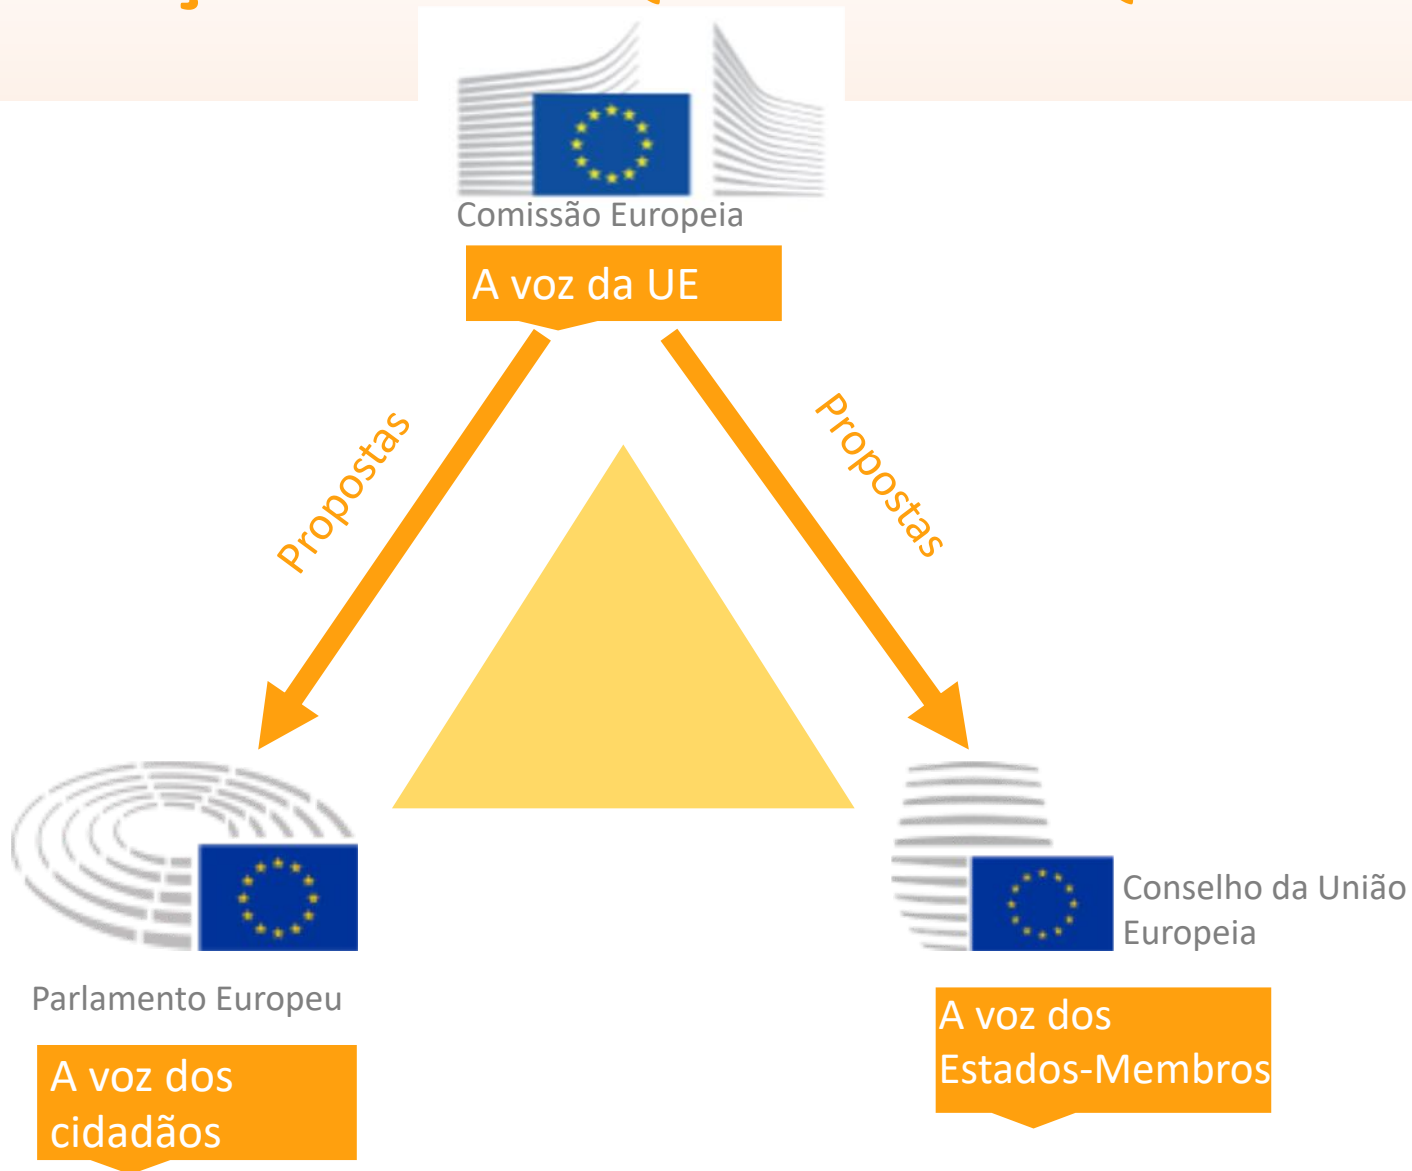 Comissão Europeia
A voz da UE
Propostas
Propostas
Conselho da União
Europeia
Parlamento Europeu
A voz dos
Estados-Membros
A voz dos
cidadãos